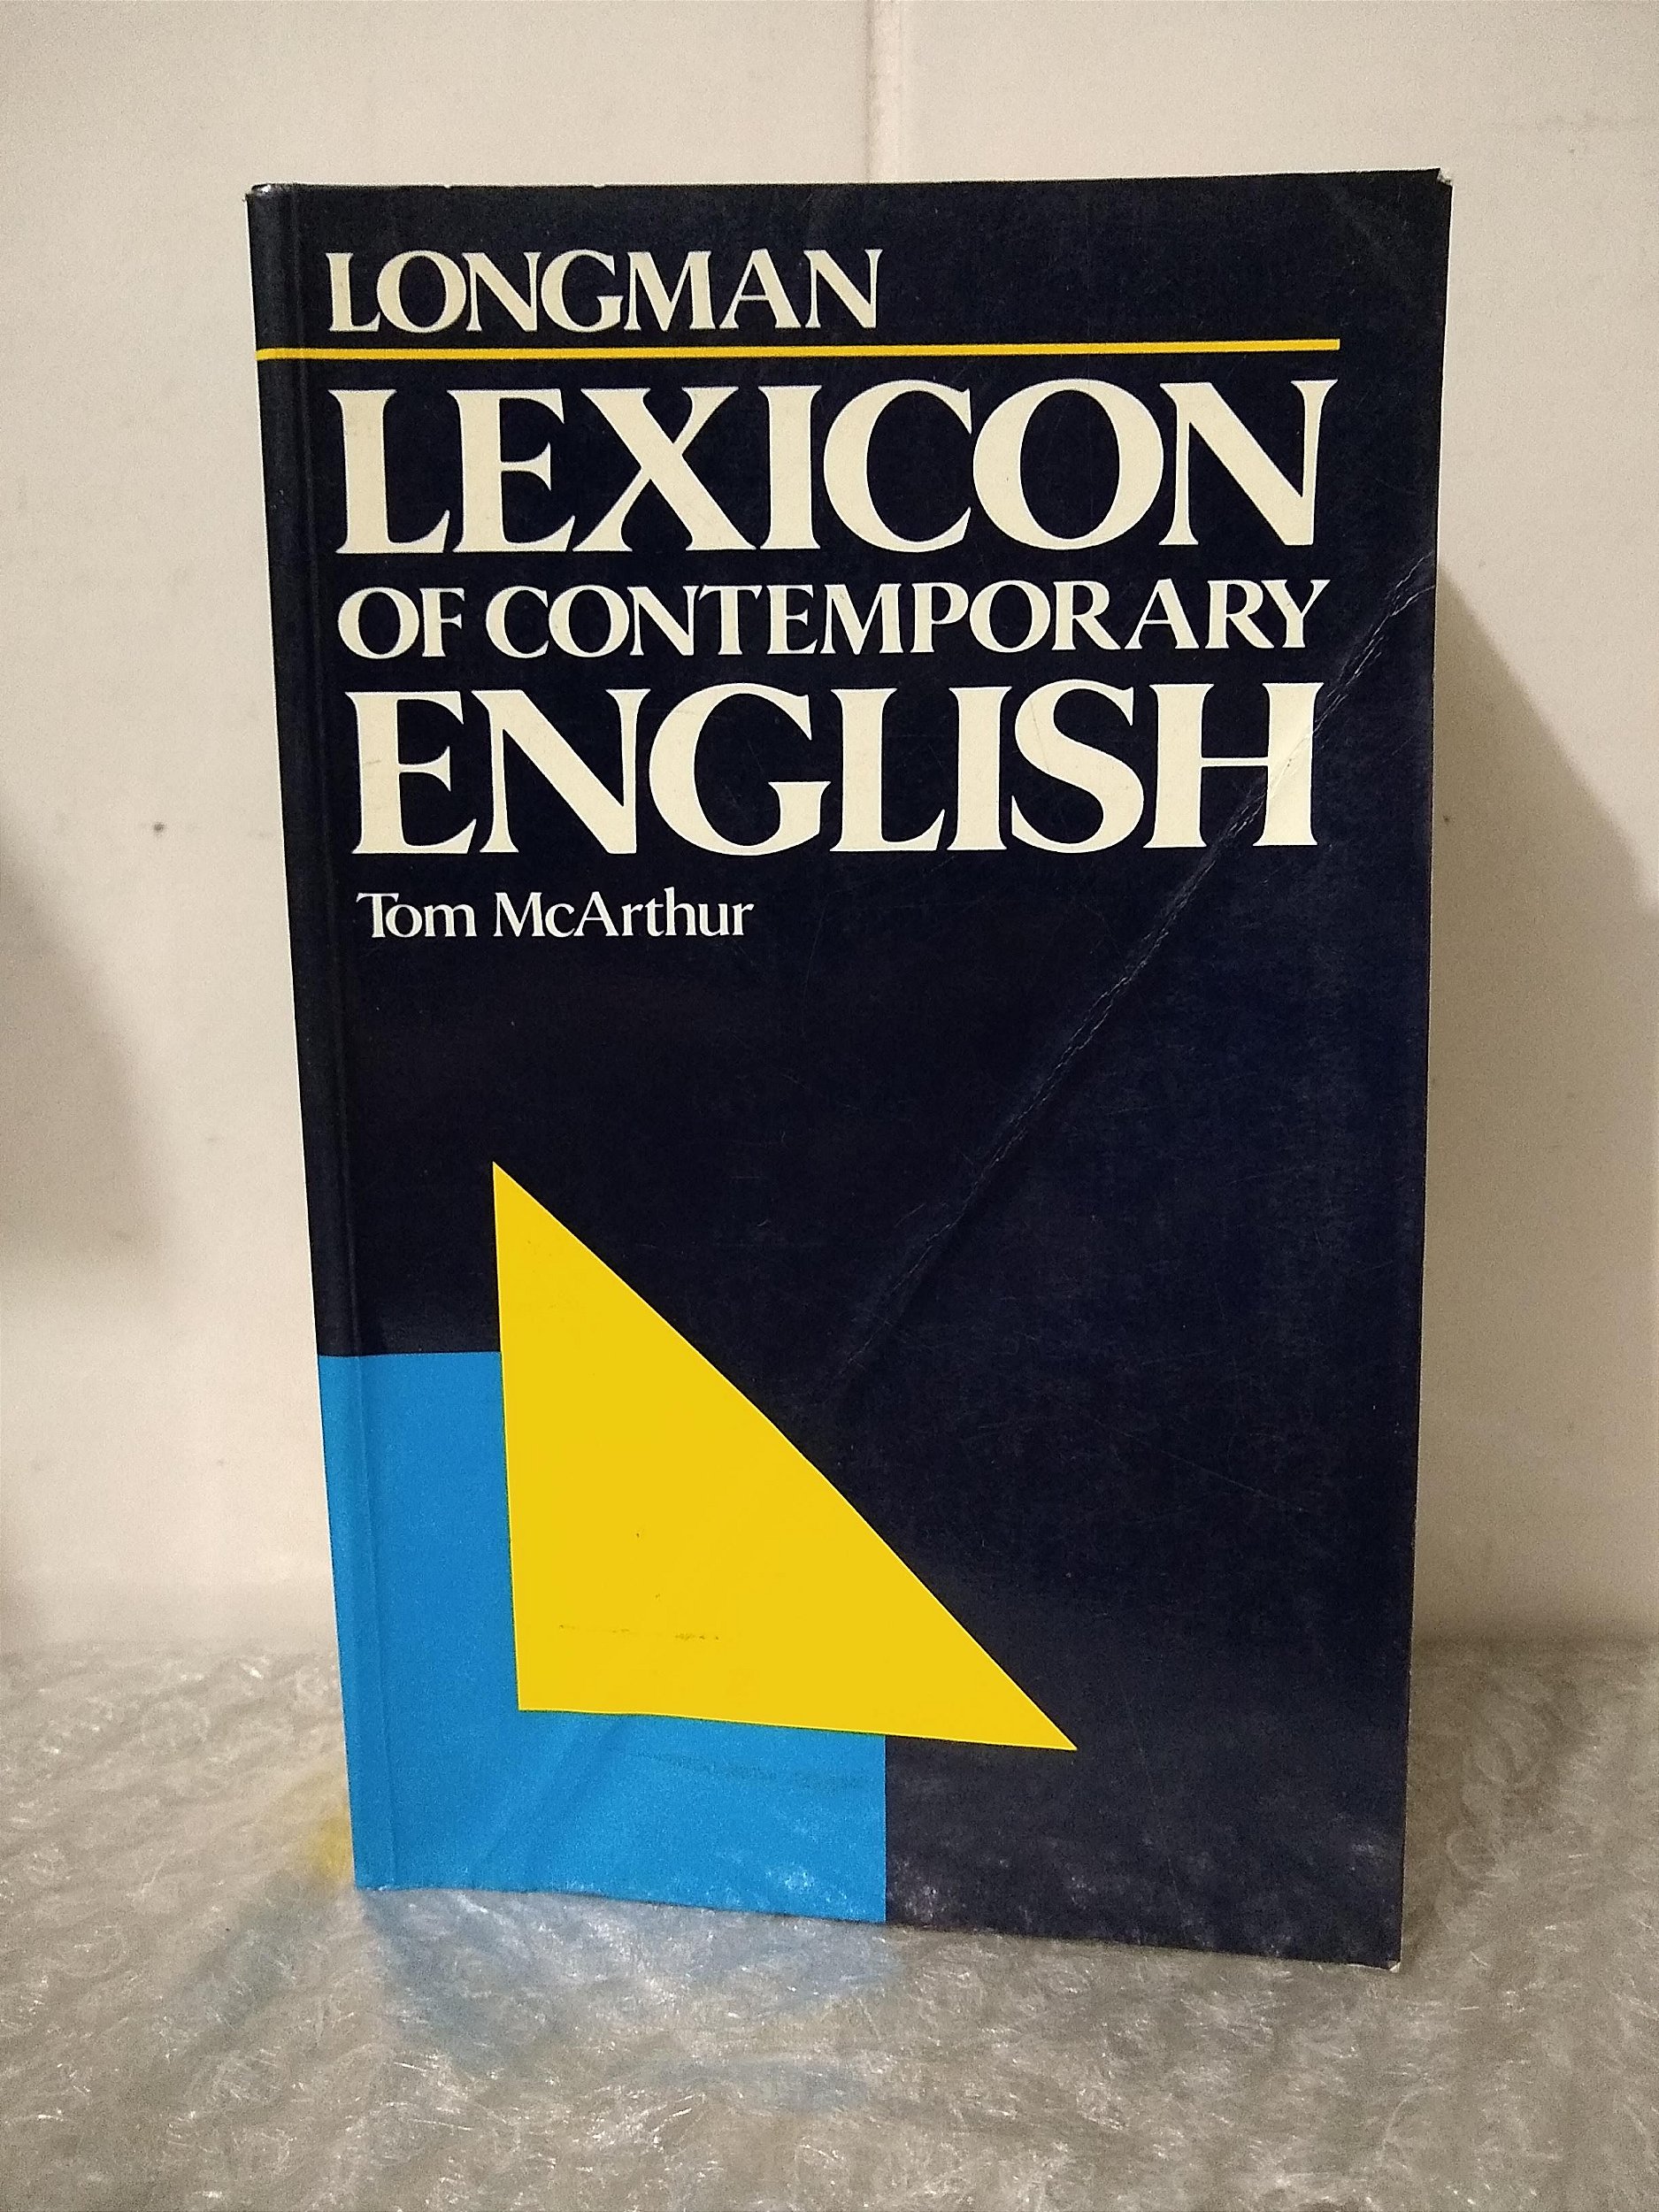 LONGMAN
LEXICON
OF CONTEMPORARY
ENGLISH
Tom McArthur